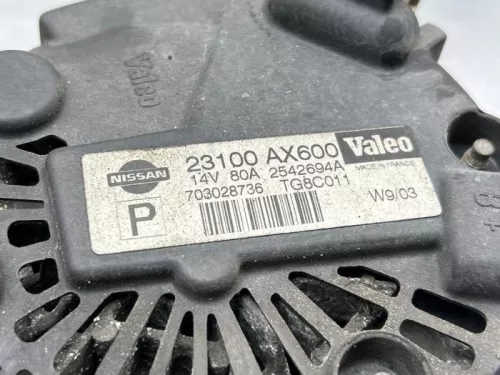 Valeo
NISSAN
23100 AX600 Valeo
14V 80A 2542694A MADE IN FRANCE
703028736 TG8C011
P
W9/03